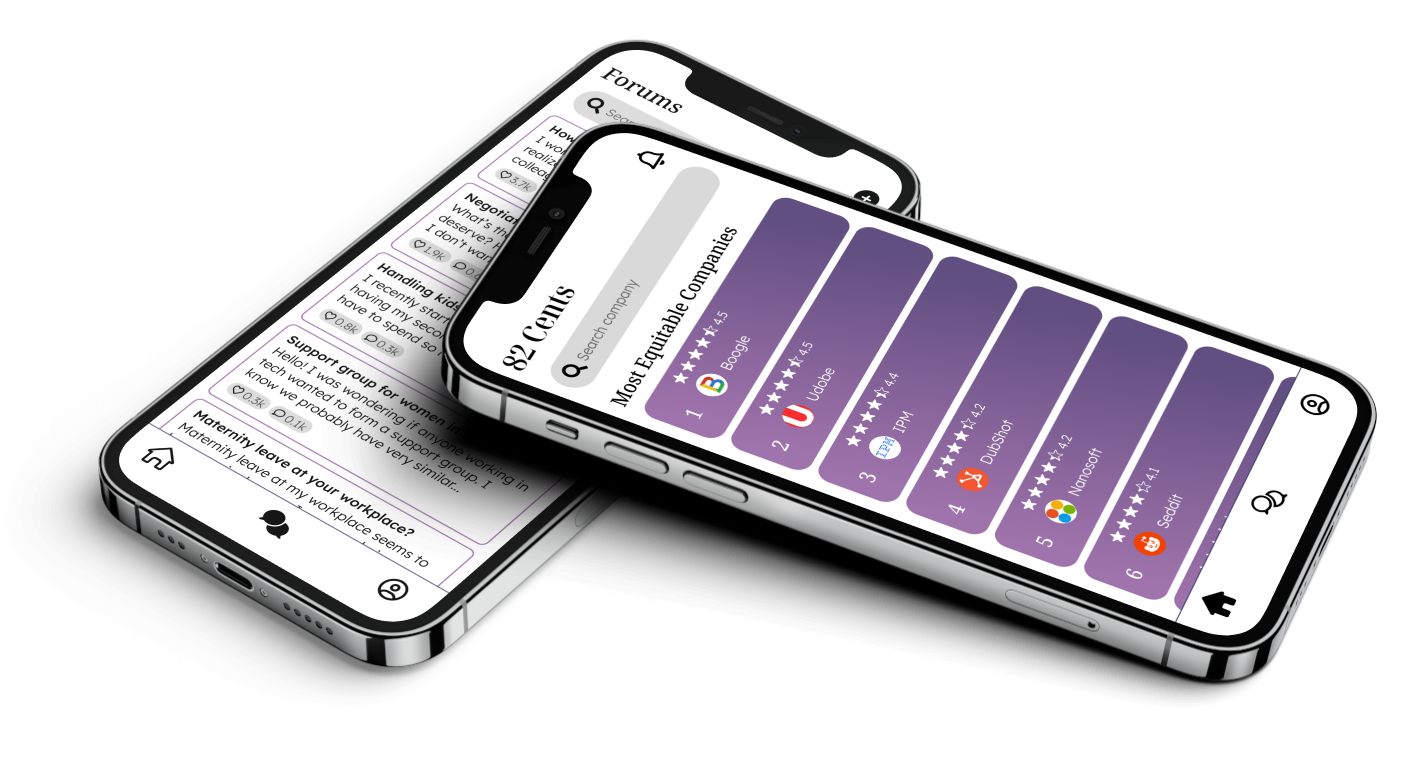 Forums
How
I
colleag
3.7k
Negotia
What's th
deserve?
I don't wan
1.9k
Handling kids
I recently start
having my seco
have to spend so
0.8k 0.3k
Support group for women in
Hello! I was wondering if anyone working in
tech wanted to form a support group. I
know we probably have very similar...
0.3k 0.1k
Maternity leave at your workplace?
Maternity leave at my workplace seems to
82 Cents
Search company
Most Equitable Companies
4.5
1 B Boogle
4.5
2 U Udobe
4.4
3 IPM IPM
4.2
4 DubShot
4.2
5 Nanosoft
4.1
6 Seddit